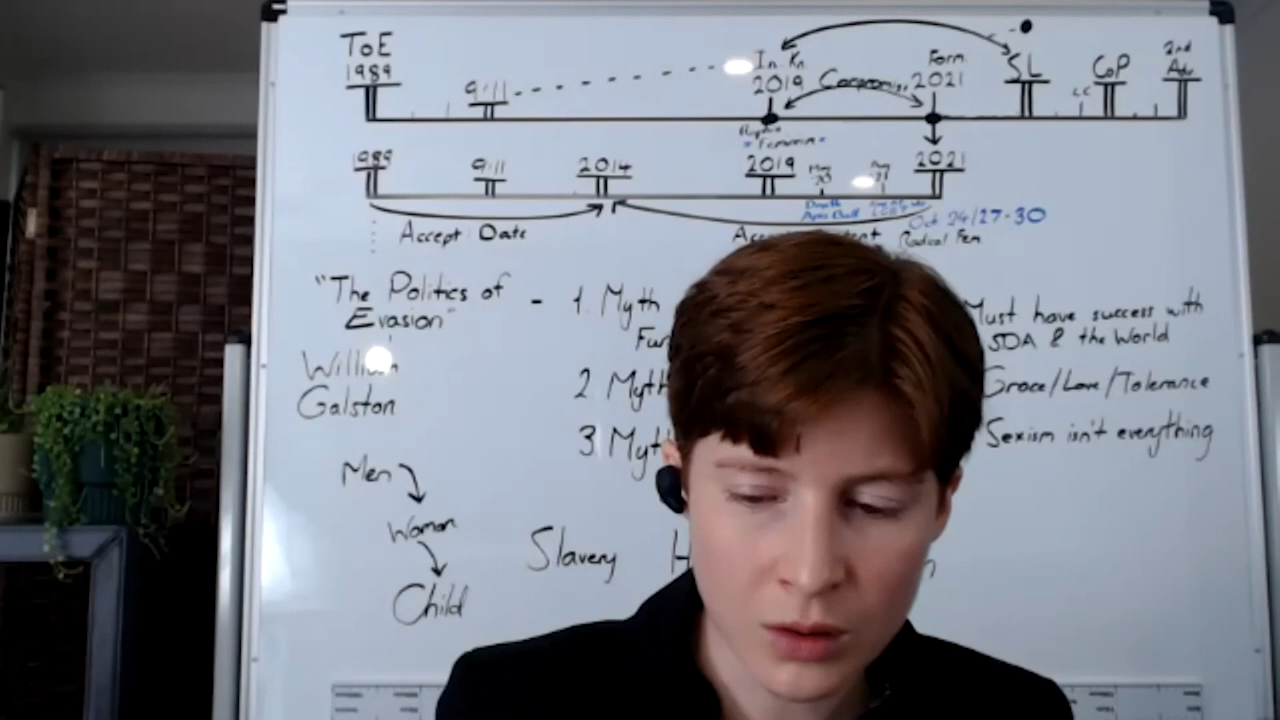 ToE
1989
9:11
In. Kn.
2019
Compromise
Form.
2021
SL
LC
CoP
2nd
Adv
1989
9:11
2014
2019
2021
Accept Date
Oct 24/27-30
Radical Fem
"The Politics of
Evasion"
- 1. Myth
Must have success with
SDA & the World
William
Galston
2 Myth
Grace/Love/Tolerance
3 Myth
Sexism isn't everything
Men
Woman
Child
Slavery